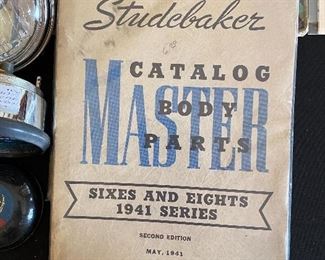 Studebaker
CATALOG
MASTER
BODY
PARTS
SIXES AND EIGHTS
1941 SERIES
SECOND EDITION
MAY, 1941